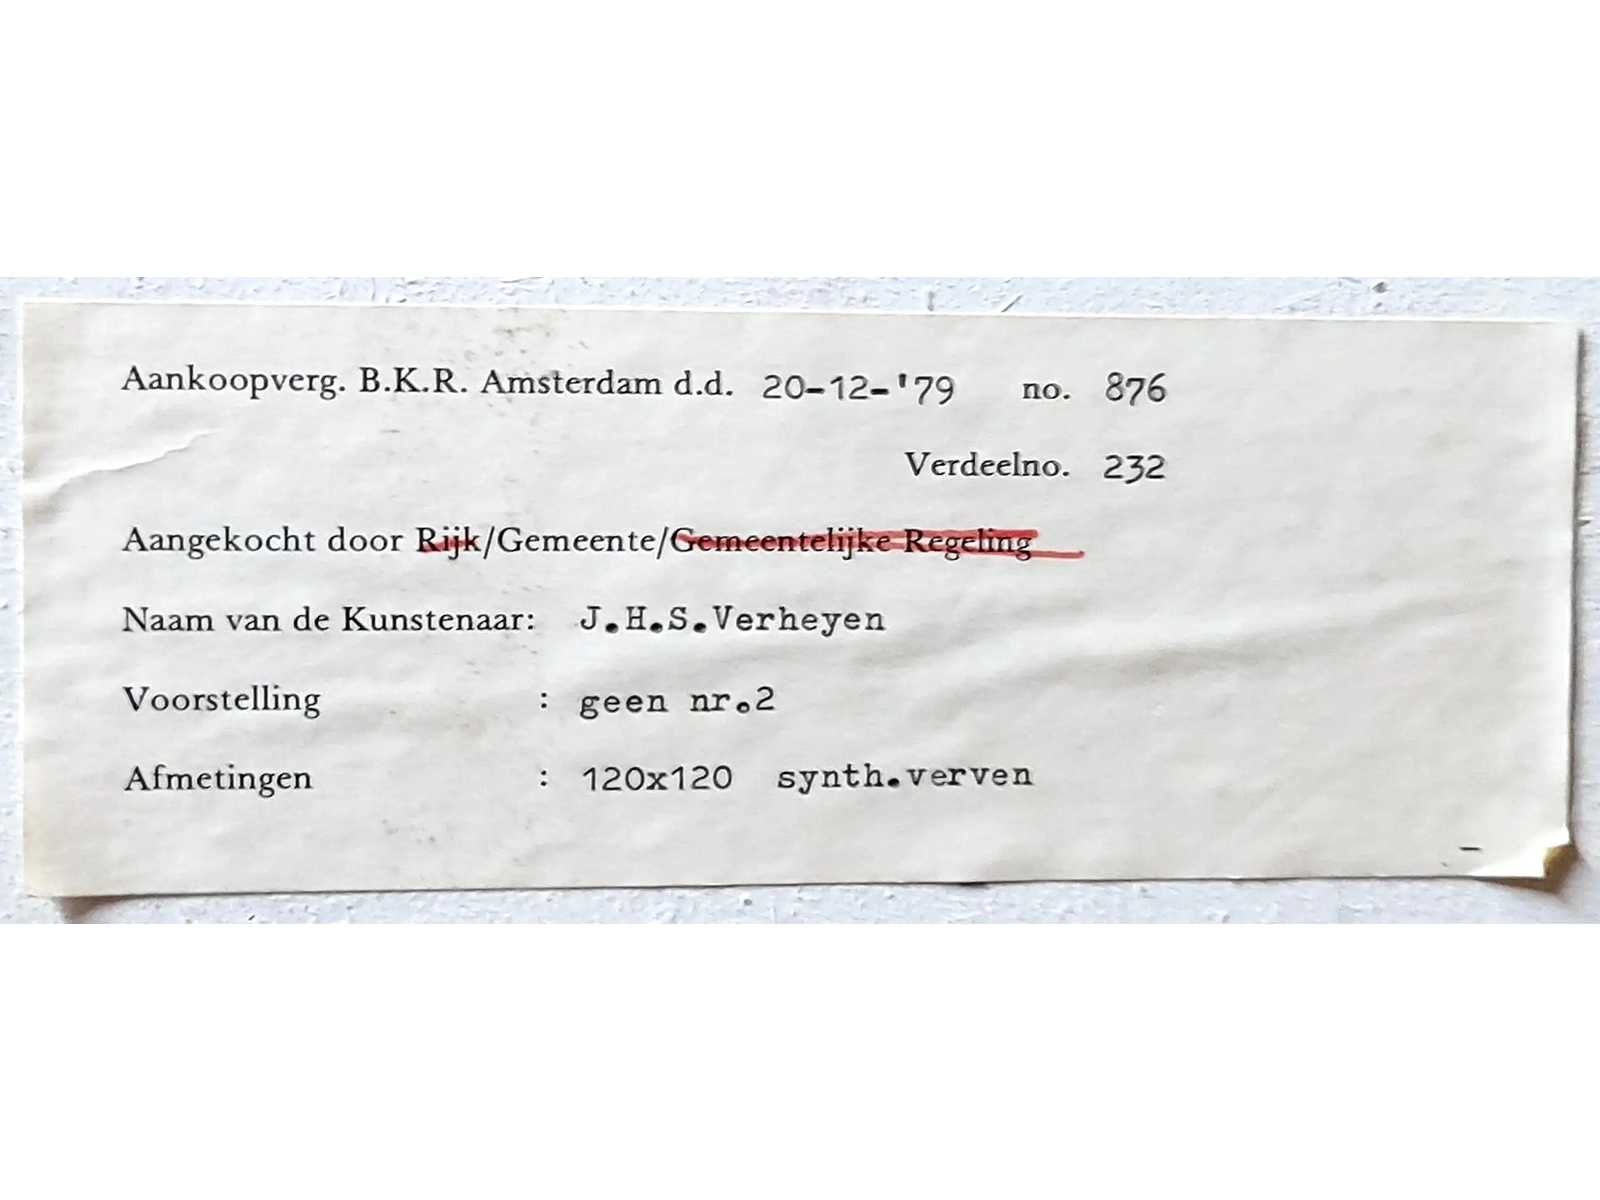 Aankoopverg. B.K.R. Amsterdam d.d. 20-12-'79 no. 876
Verdeelno. 232
Aangekocht door Rijk/Gemeente/Gemeentelijke Regeling
Naam van de Kunstenaar: J.H.S.Verheyen
Voorstelling : geen nr.2
Afmetingen : 120x120 synth.verven